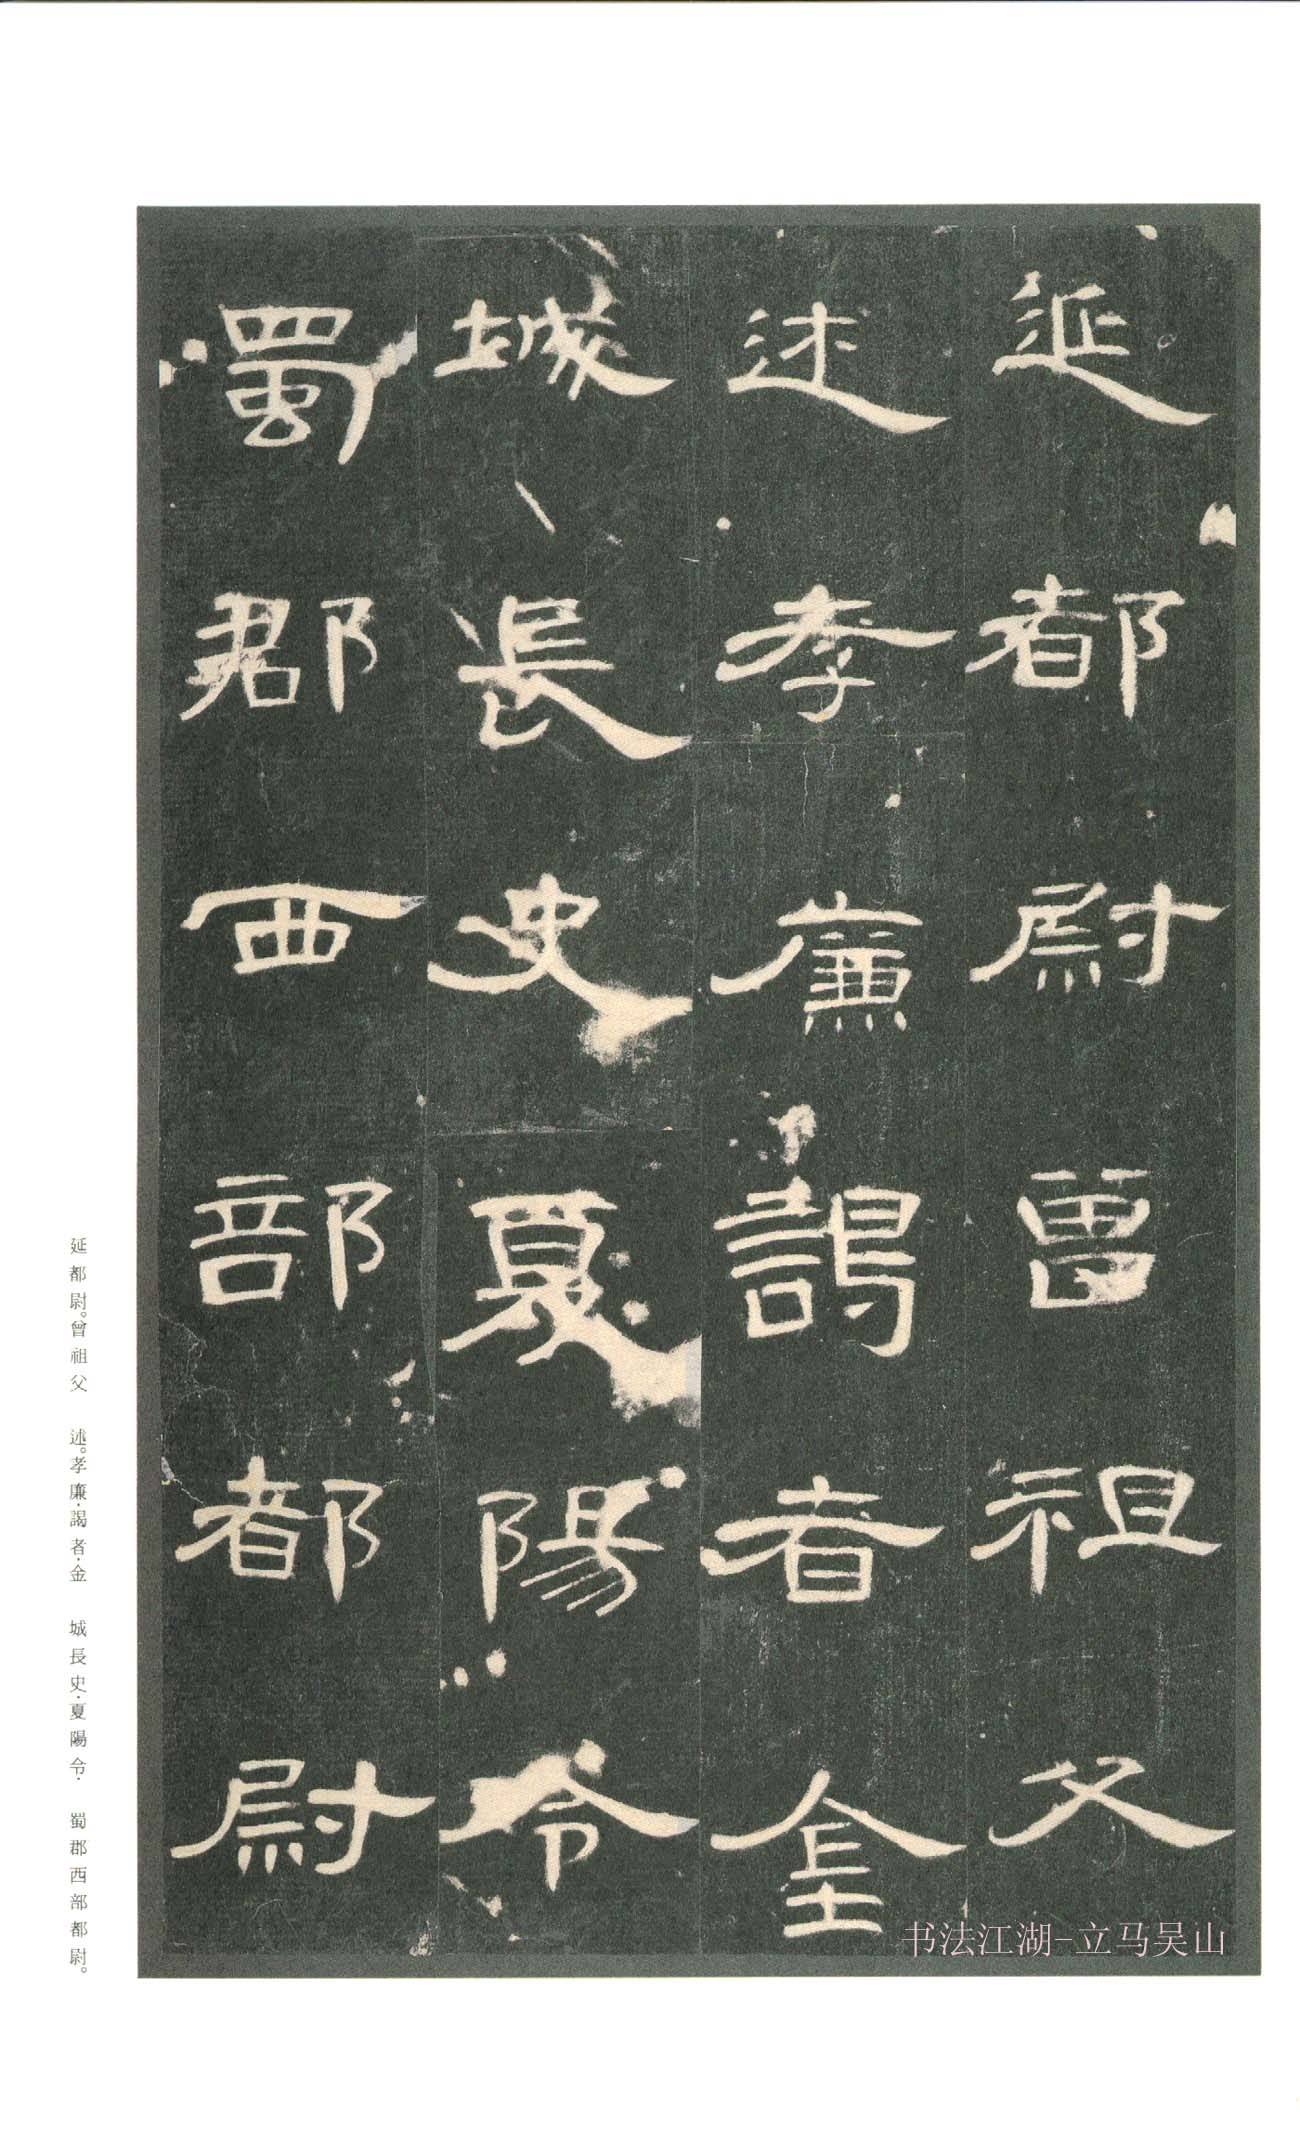 延都尉曾祖父
述孝廉謁者金
城長史夏陽令
蜀郡西部都尉
延都尉。曾祖父　述。孝廉·謁者·金　城長史·夏陽令·　蜀郡西部都尉。
书法江湖-立马吴山